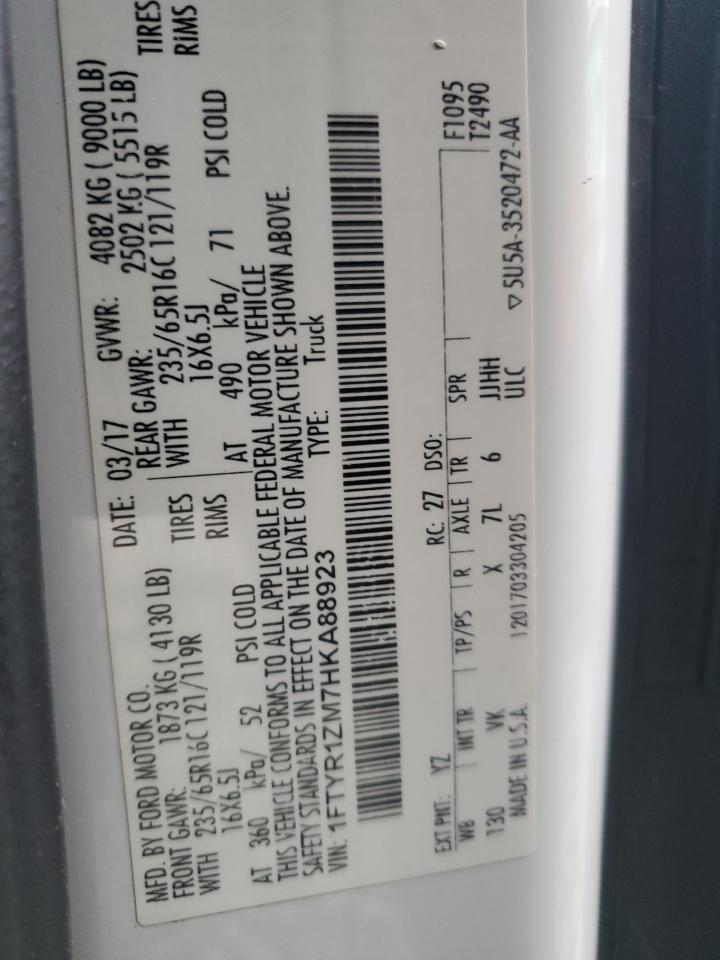 MFD. BY FORD MOTOR CO.
DATE: 03/17 GVWR: 4082 KG ( 9000 LB)
FRONT GAWR: 1873 KG ( 4130 LB)
REAR GAWR: 2502 KG ( 5515 LB)
WITH 235/65R16C 121/119R TIRES
WITH 235/65R16C 121/119R TIRES
16X6.5J RIMS
16X6.5J RIMS
AT 360 kPa/ 52 PSI COLD
AT 490 kPa/ 71 PSI COLD
THIS VEHICLE CONFORMS TO ALL APPLICABLE FEDERAL MOTOR VEHICLE
SAFETY STANDARDS IN EFFECT ON THE DATE OF MANUFACTURE SHOWN ABOVE.
VIN: 1FTYR1ZM7HKA88923 TYPE: Truck
F1095
T2490
EXT PNT: YZ RC: 27 DSO:
WB INT TR TP/PS R AXLE TR SPR
130 VK X 7L 6 JJHH
ULC
MADE IN U.S.A. 1201703304205
▽5U5A-3520472-AA